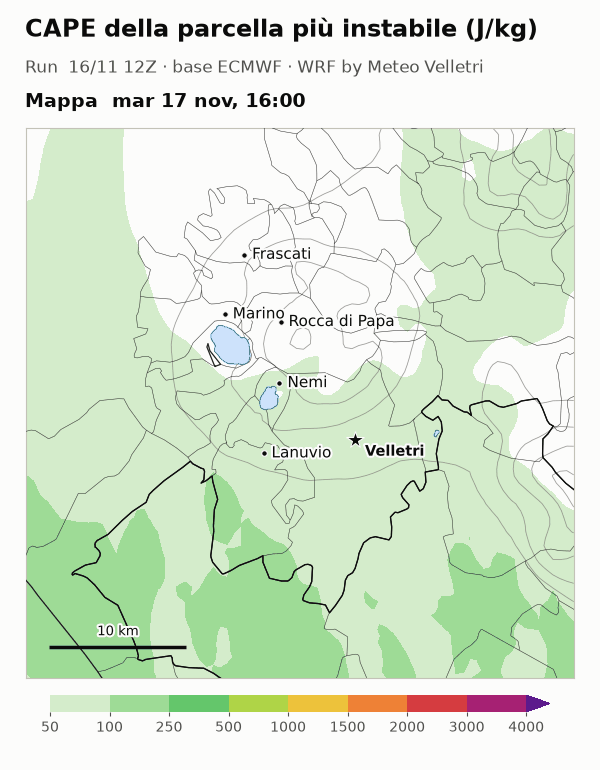 CAPE della parcella più instabile (J/kg)
Run  16/11 12Z · base ECMWF · WRF by Meteo Velletri
Mappa  mar 17 nov, 16:00
Frascati
Marino
Rocca di Papa
Nemi
Velletri
Lanuvio
10 km
50 100 250 500 1000 1500 2000 3000 4000